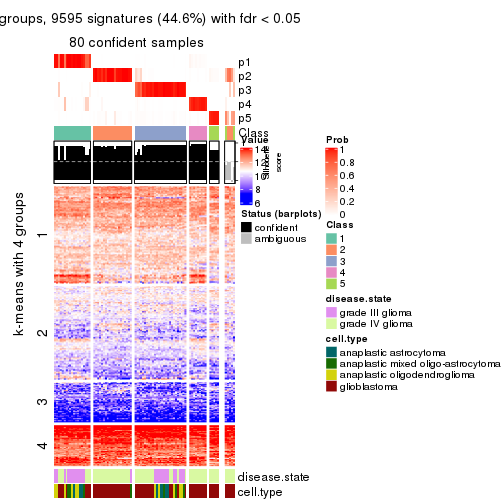 groups, 9595 signatures (44.6%) with fdr < 0.05
80 confident samples
p1
p2
p3
p4
p5
Class
k-means with 4 groups
1
2
3
4
disease.state
cell.type
Value
14
8
6
Silhouette
score
Status (barplots)
confident
ambiguous
Prob
1
0.8
0.6
0.4
0.2
0
Class
1
2
3
4
5
disease.state
grade III glioma
grade IV glioma
cell.type
anaplastic astrocytoma
anaplastic mixed oligo-astrocytoma
anaplastic oligodendroglioma
glioblastoma